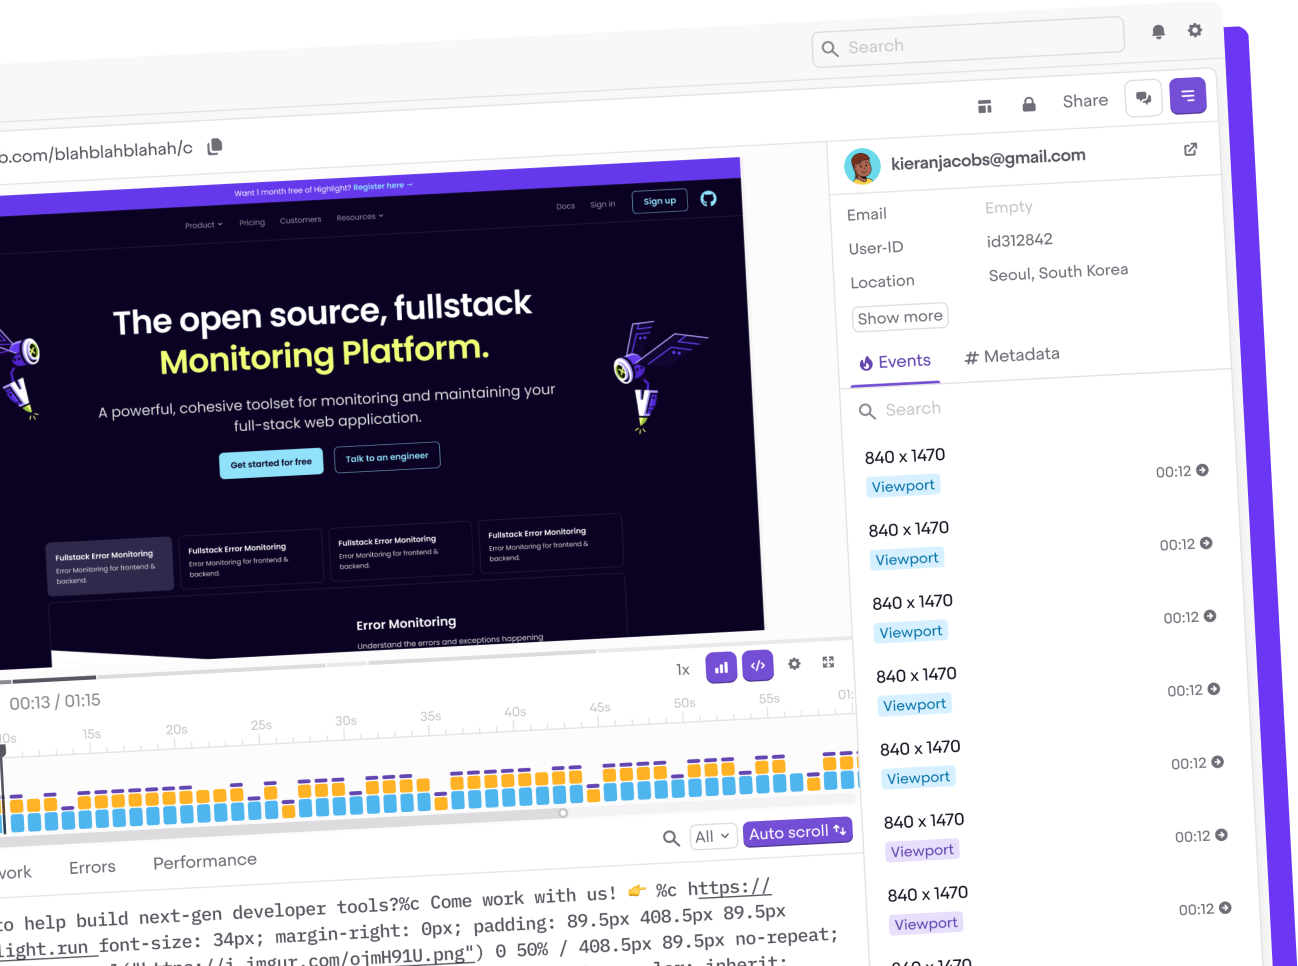 Search
Share
o.com/blahblahblahah/c
kieranjacobs@gmail.com
Email Empty
User-ID id312842
Location Seoul, South Korea
Show more
Events # Metadata
Search
840 x 1470
Viewport
00:12
840 x 1470
Viewport
00:12
840 x 1470
Viewport
00:12
840 x 1470
Viewport
00:12
840 x 1470
Viewport
00:12
840 x 1470
Viewport
00:12
840 x 1470
Viewport
00:12
840 x 1470
Want 1 month free of Highlight? Register here →
Product Pricing Customers Resources
Docs Sign in Sign up
The open source, fullstack
Monitoring Platform.
A powerful, cohesive toolset for monitoring and maintaining your
full-stack web application.
Get started for free Talk to an engineer
Fullstack Error Monitoring
Error Monitoring for frontend &
backend.
Fullstack Error Monitoring
Error Monitoring for frontend &
backend.
Fullstack Error Monitoring
Error Monitoring for frontend &
backend.
Fullstack Error Monitoring
Error Monitoring for frontend &
backend.
Error Monitoring
Understand the errors and exceptions happening
00:13 / 01:15
1x
0s 15s 20s 25s 30s 35s 40s 45s 50s 55s 01:
All
Auto scroll
work Errors Performance
to help build next-gen developer tools?%c Come work with us! 👉 %c https://
light.run font-size: 34px; margin-right: 0px; padding: 89.5px 408.5px 89.5px
("https://i.imgur.com/ojmH91U.png") 0 50% / 408.5px 89.5px no-repeat;
inherit;